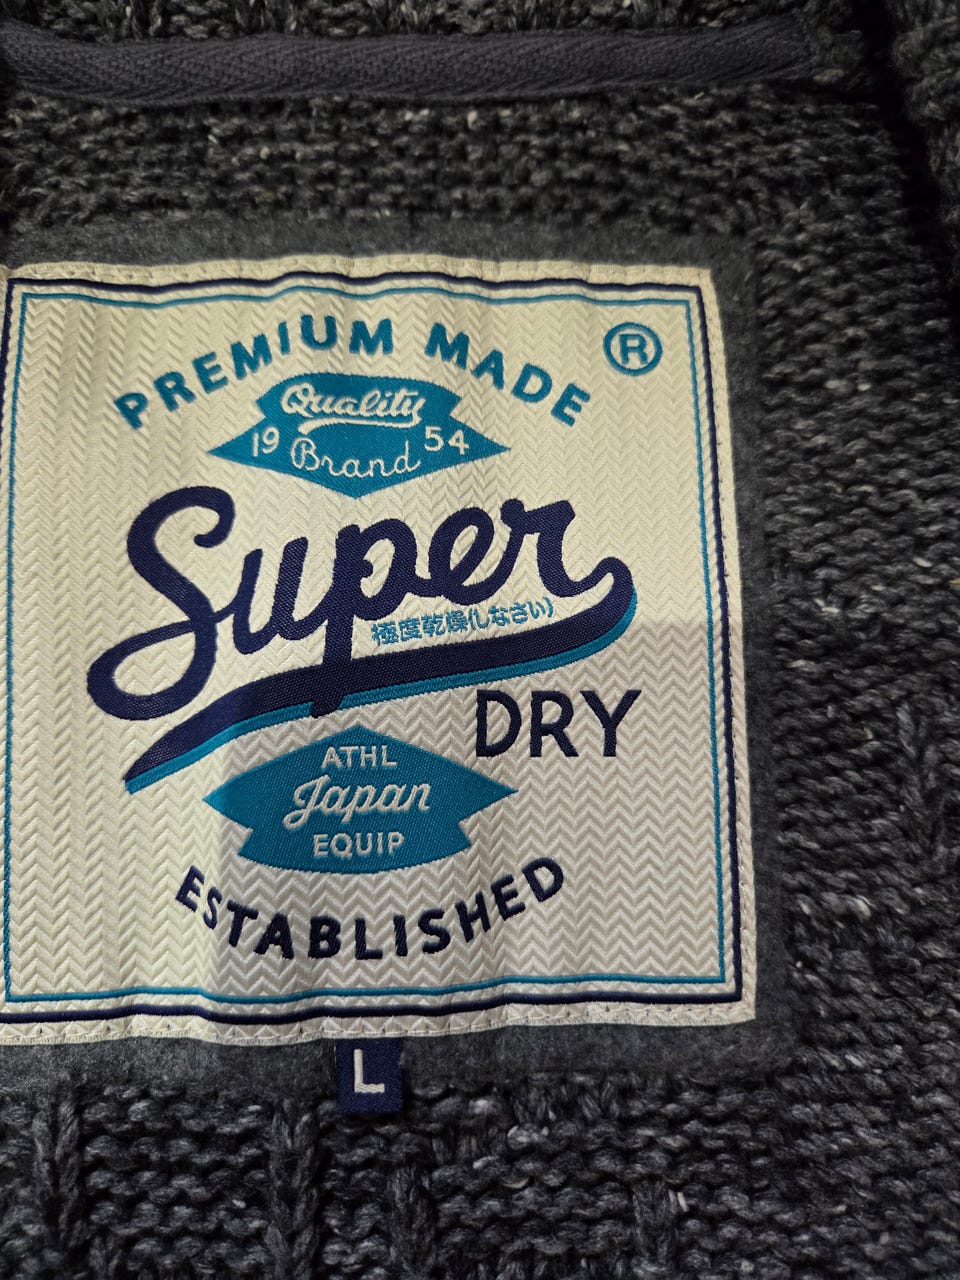 PREMIUM MADE ®
Quality
19 Brand 54
Super
極度乾燥(しなさい)
DRY
ATHL
Japan
EQUIP
ESTABLISHED
L